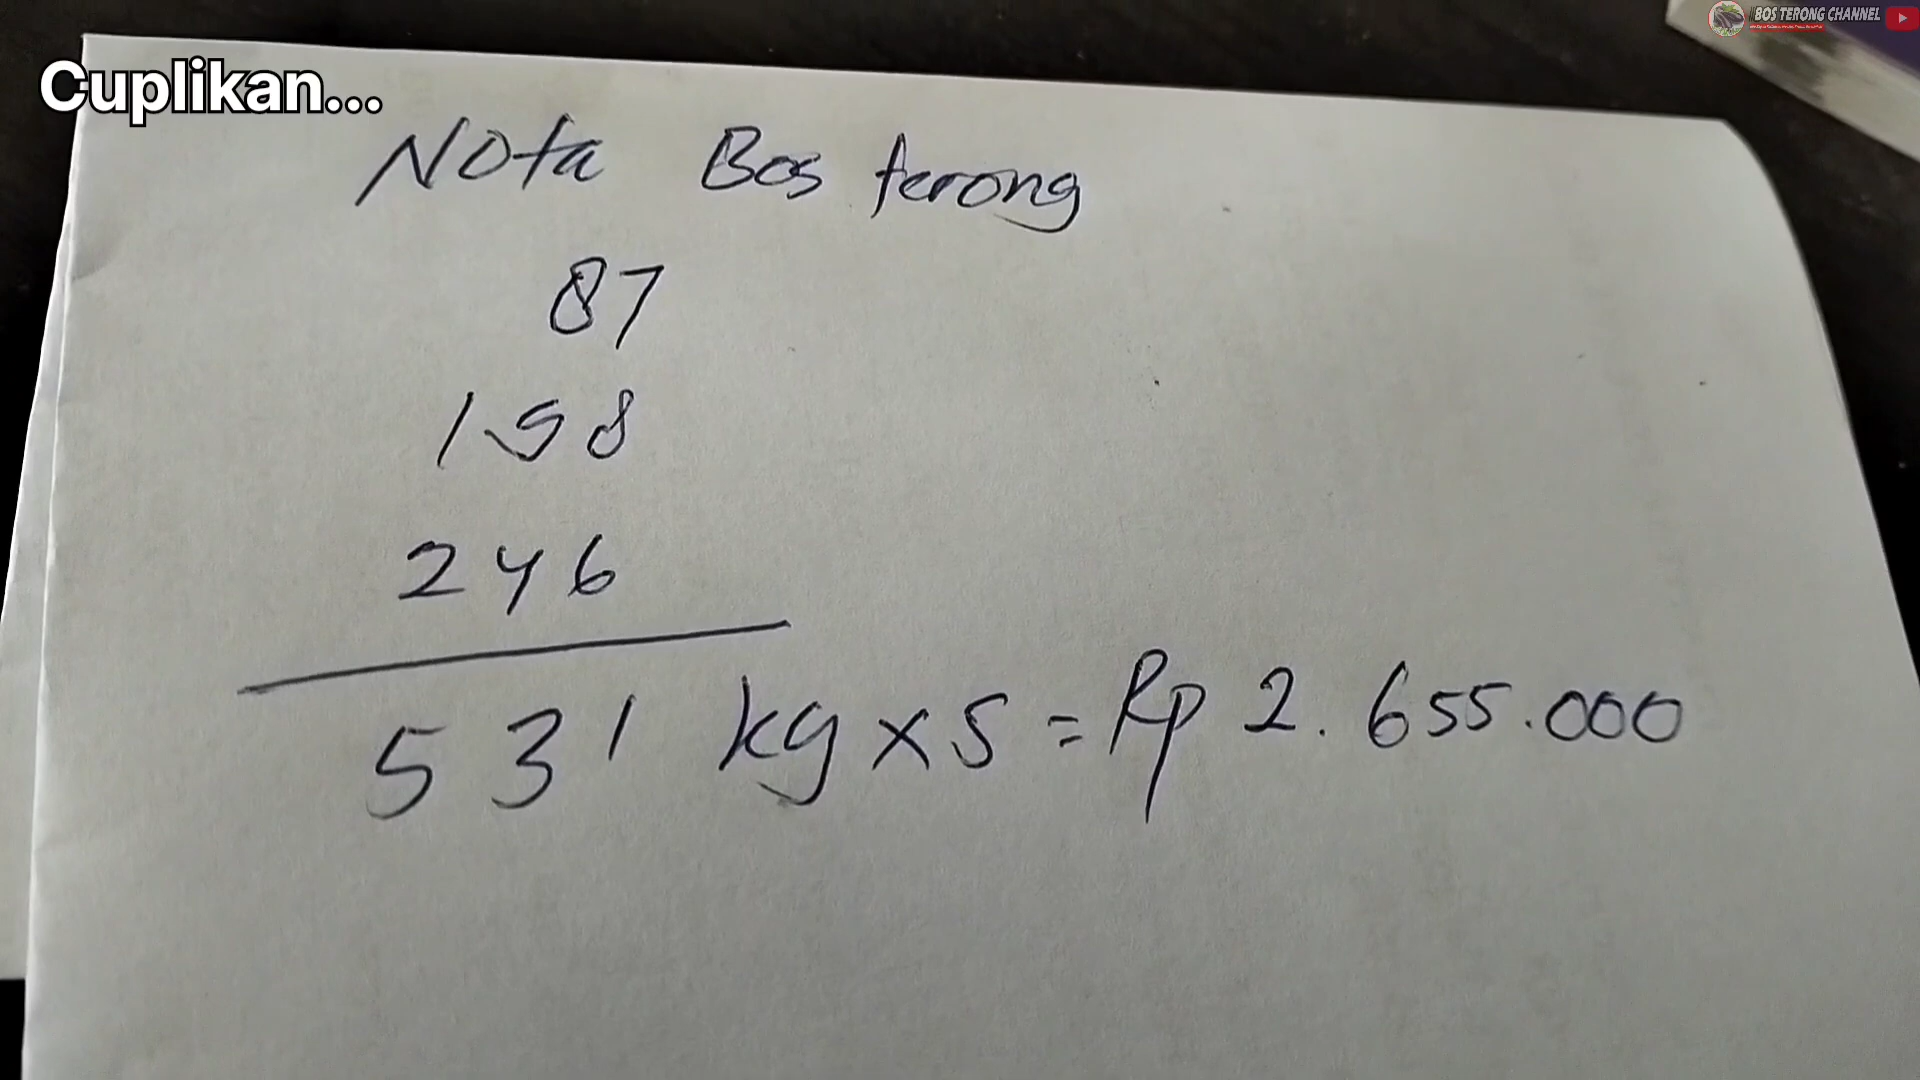 BOS TERONG CHANNEL
Cuplikan...
Nota Bos terong
87
198
246
531 kg x 5 = Rp 2.655.000